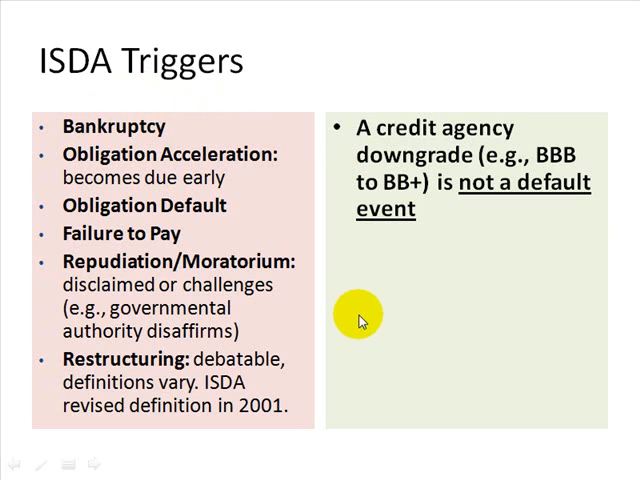 ISDA Triggers
• Bankruptcy
• Obligation Acceleration:
becomes due early
• Obligation Default
• Failure to Pay
• Repudiation/Moratorium:
disclaimed or challenges
(e.g., governmental
authority disaffirms)
• Restructuring: debatable,
definitions vary. ISDA
revised definition in 2001.
• A credit agency
downgrade (e.g., BBB
to BB+) is not a default
event